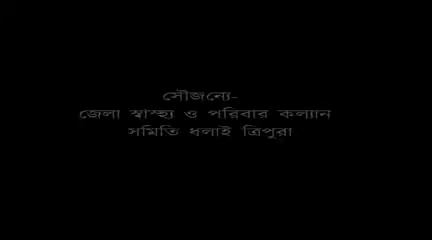 সৌজন্যে-
জেলা স্বাস্হ্য ও পরিবার কল্যান
সমিতি ধলাই ত্রিপুরা